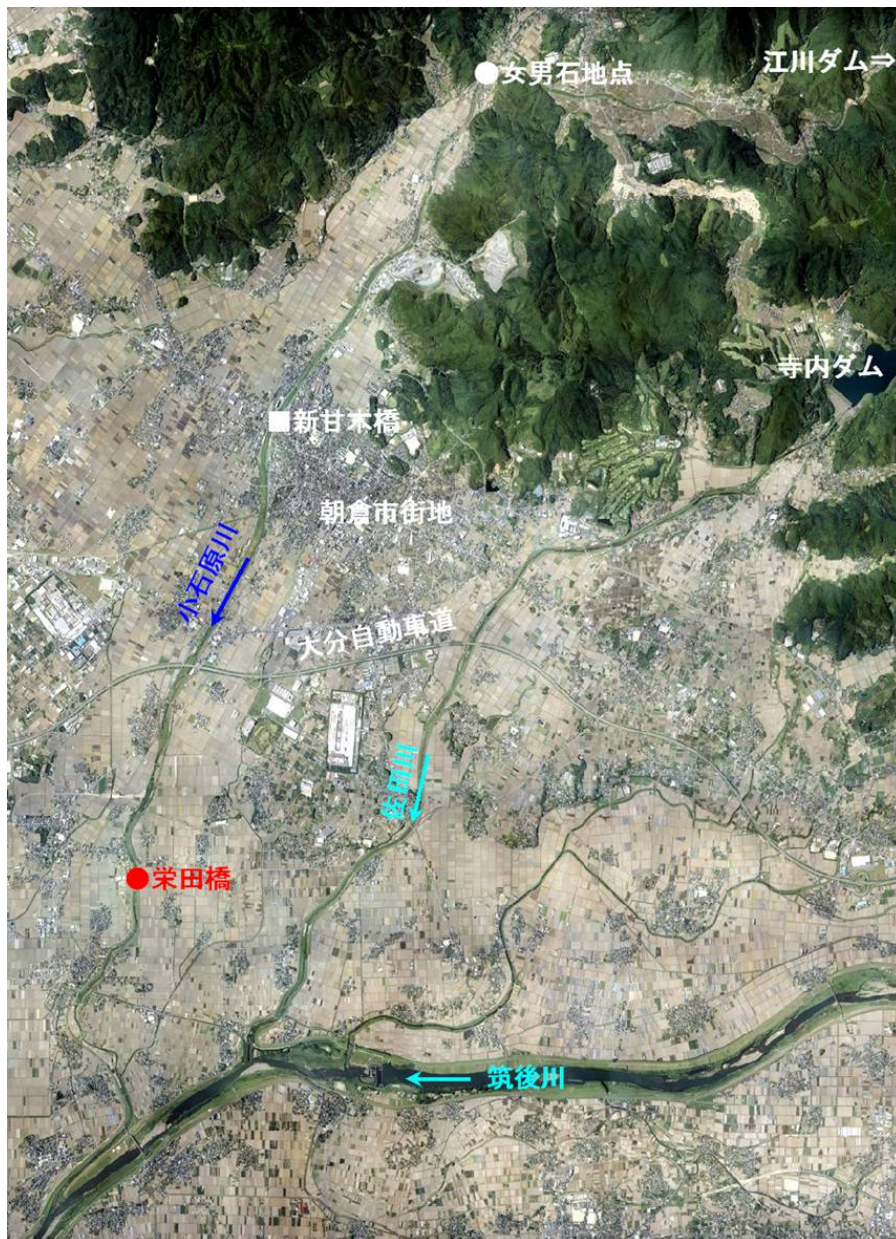 女男石地点
江川ダム⇒
寺内ダム
新甘木橋
朝倉市街地
小石原川
大分自動車道
佐田川
栄田橋
筑後川